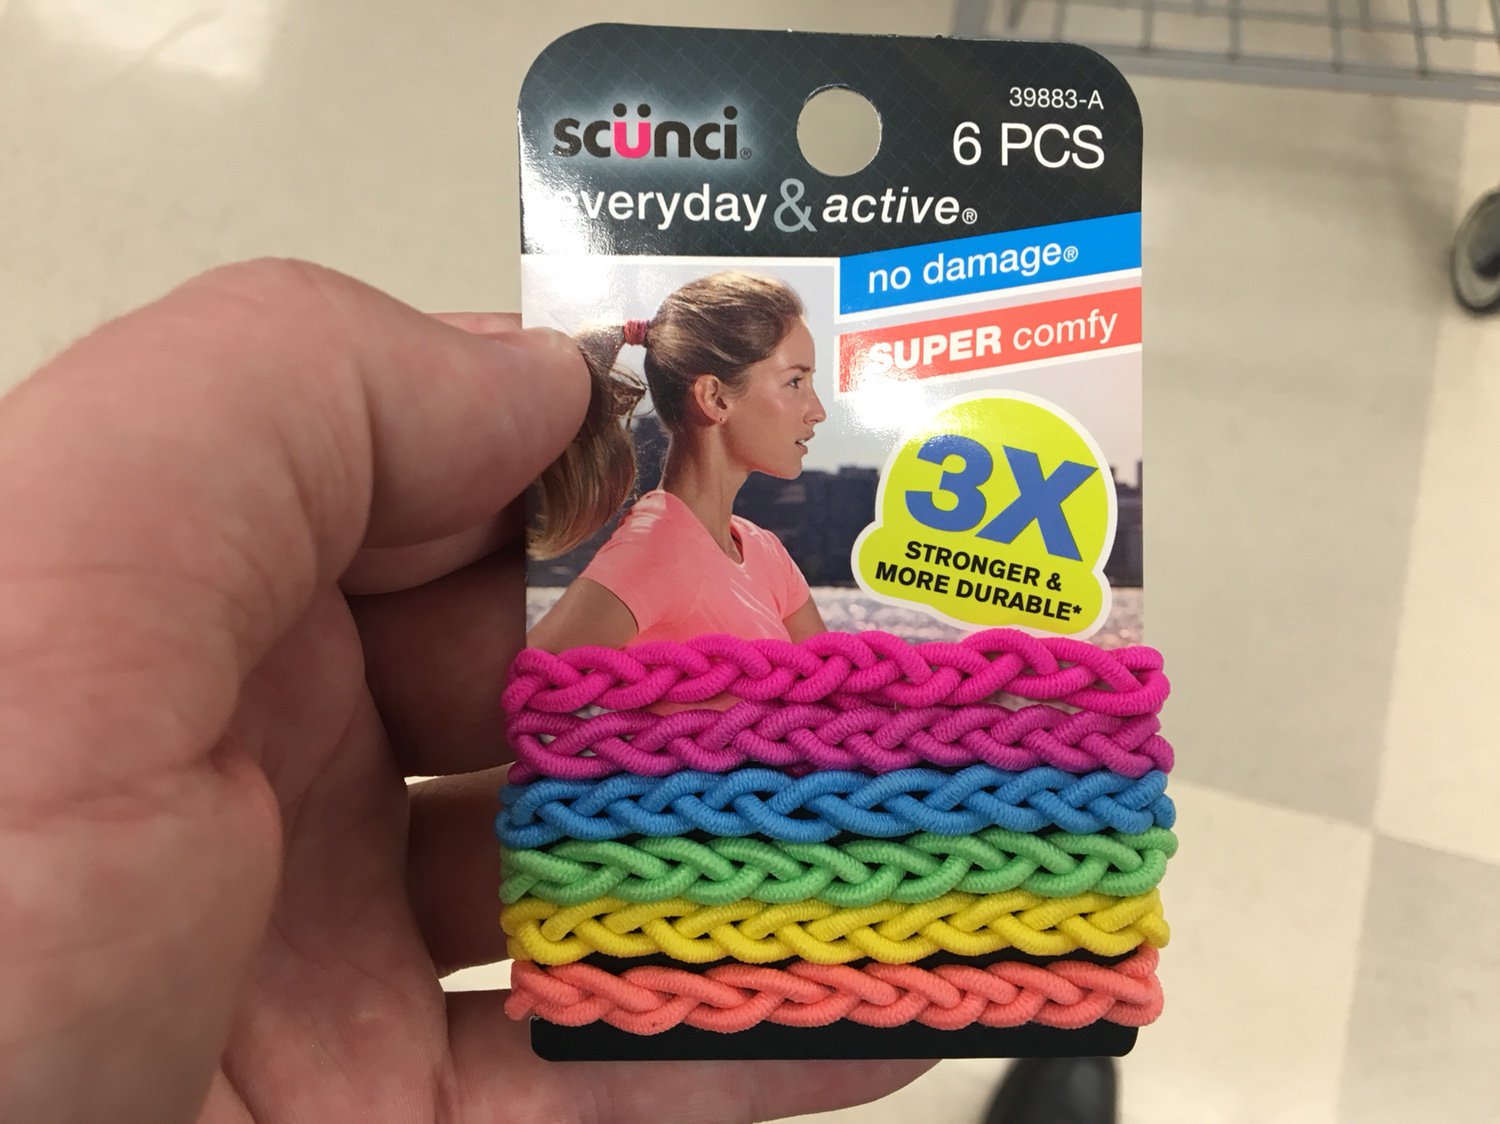 scünci®
39883-A
6 PCS
everyday & active®
no damage®
SUPER comfy
3X
STRONGER &
MORE DURABLE*